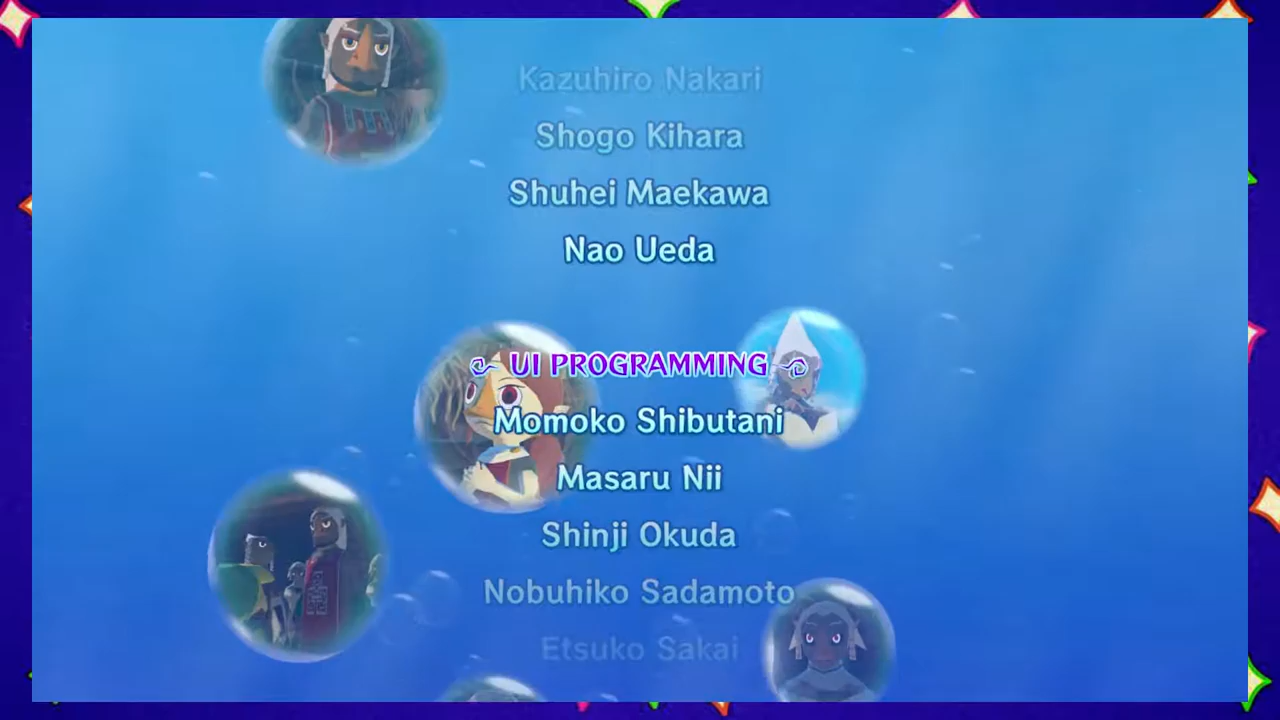 Kazuhiro Nakari
Shogo Kihara
Shuhei Maekawa
Nao Ueda
UI PROGRAMMING
Momoko Shibutani
Masaru Nii
Shinji Okuda
Nobuhiko Sadamoto
Etsuko Sakai